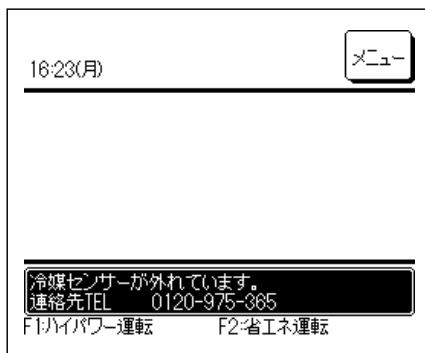 16:23(月)
メニュー
冷媒センサーが外れています。
連絡先TEL 0120-975-365
F1:ハイパワー運転 F2:省エネ運転